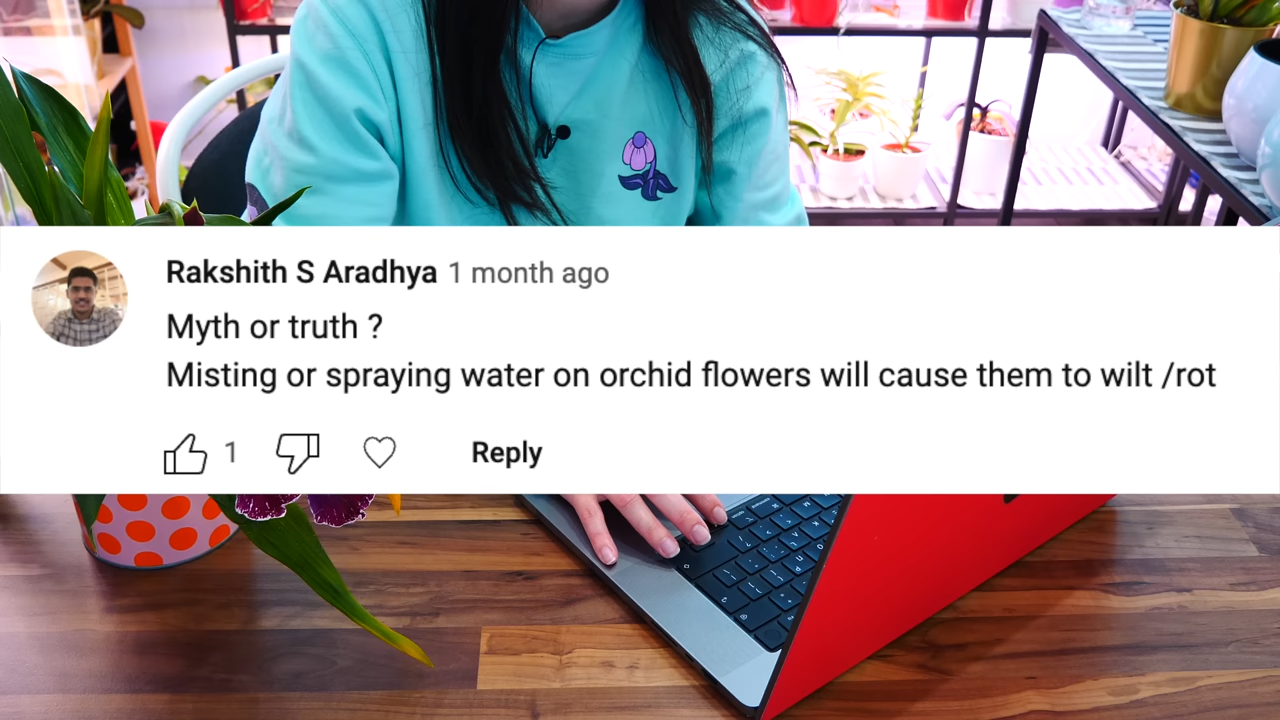 Rakshith S Aradhya 1 month ago
Myth or truth ?
Misting or spraying water on orchid flowers will cause them to wilt /rot
1
Reply